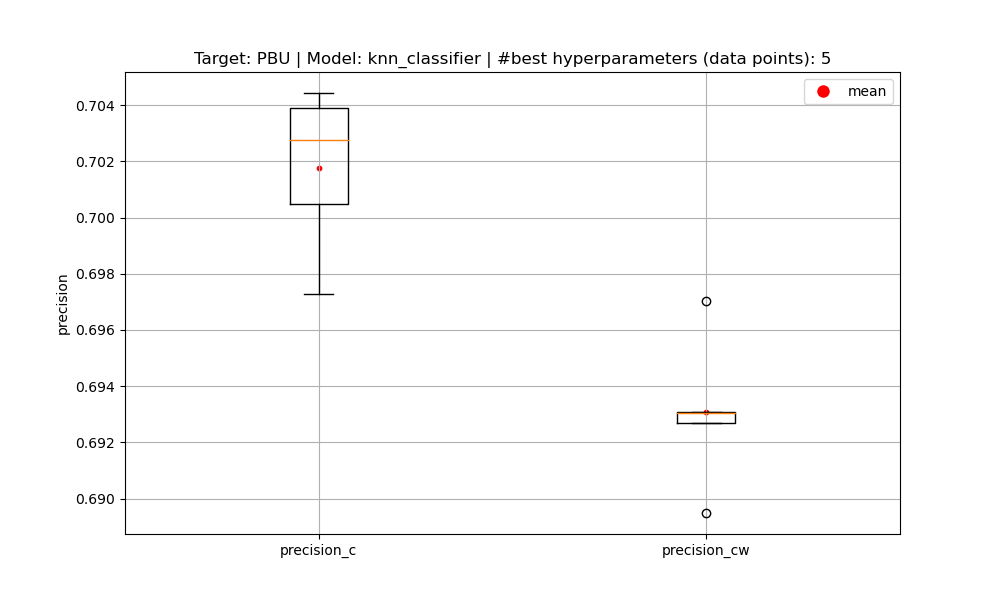 Target: PBU | Model: knn_classifier | #best hyperparameters (data points): 5
mean
0.704
0.702
0.700
0.698
0.696
0.694
0.692
0.690
precision
precision_c
precision_cw